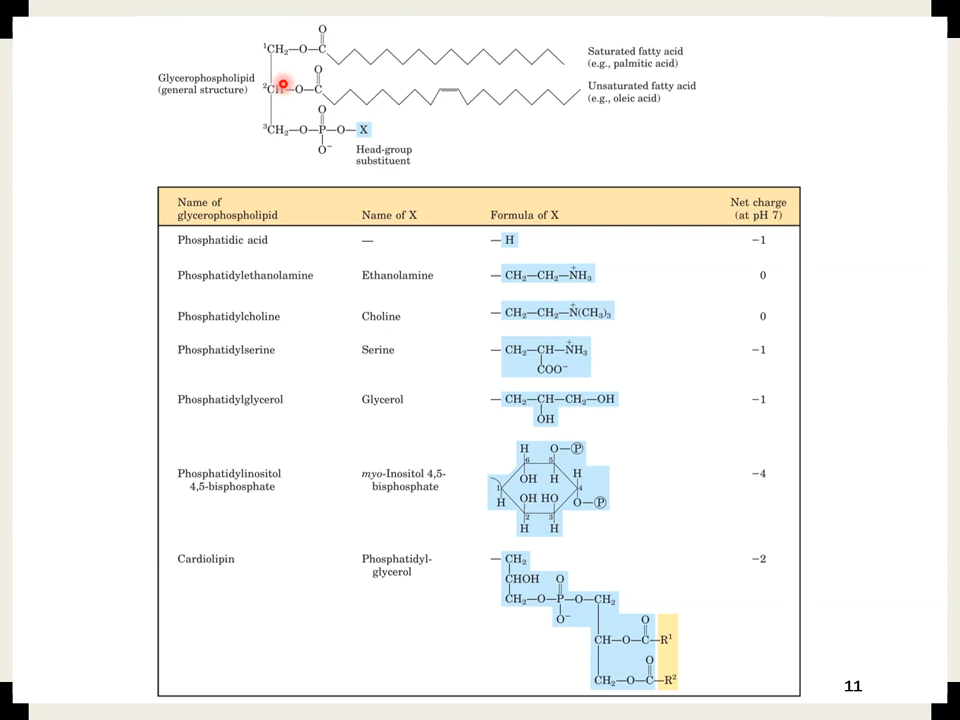 O
¹CH₂—O—C
Saturated fatty acid
(e.g., palmitic acid)
O
Glycerophospholipid
(general structure)
²CH—O—C
Unsaturated fatty acid
(e.g., oleic acid)
O
³CH₂—O—P—O—X
O⁻
Head-group
substituent
Name of
glycerophospholipid
Name of X
Formula of X
Net charge
(at pH 7)
Phosphatidic acid
—
— H
−1
Phosphatidylethanolamine
Ethanolamine
— CH₂—CH₂—N⁺H₃
0
Phosphatidylcholine
Choline
— CH₂—CH₂—N⁺(CH₃)₃
0
Phosphatidylserine
Serine
— CH₂—CH—N⁺H₃
COO⁻
−1
Phosphatidylglycerol
Glycerol
— CH₂—CH—CH₂—OH
OH
−1
Phosphatidylinositol
4,5-bisphosphate
myo-Inositol 4,5-
bisphosphate
H O—Ⓟ
6 5
OH H H
1 4
H OH HO O—Ⓟ
2 3
H H
−4
Cardiolipin
Phosphatidyl-
glycerol
— CH₂
CHOH O
CH₂—O—P—O—CH₂
O⁻ O
CH—O—C—R¹
O
CH₂—O—C—R²
−2
11